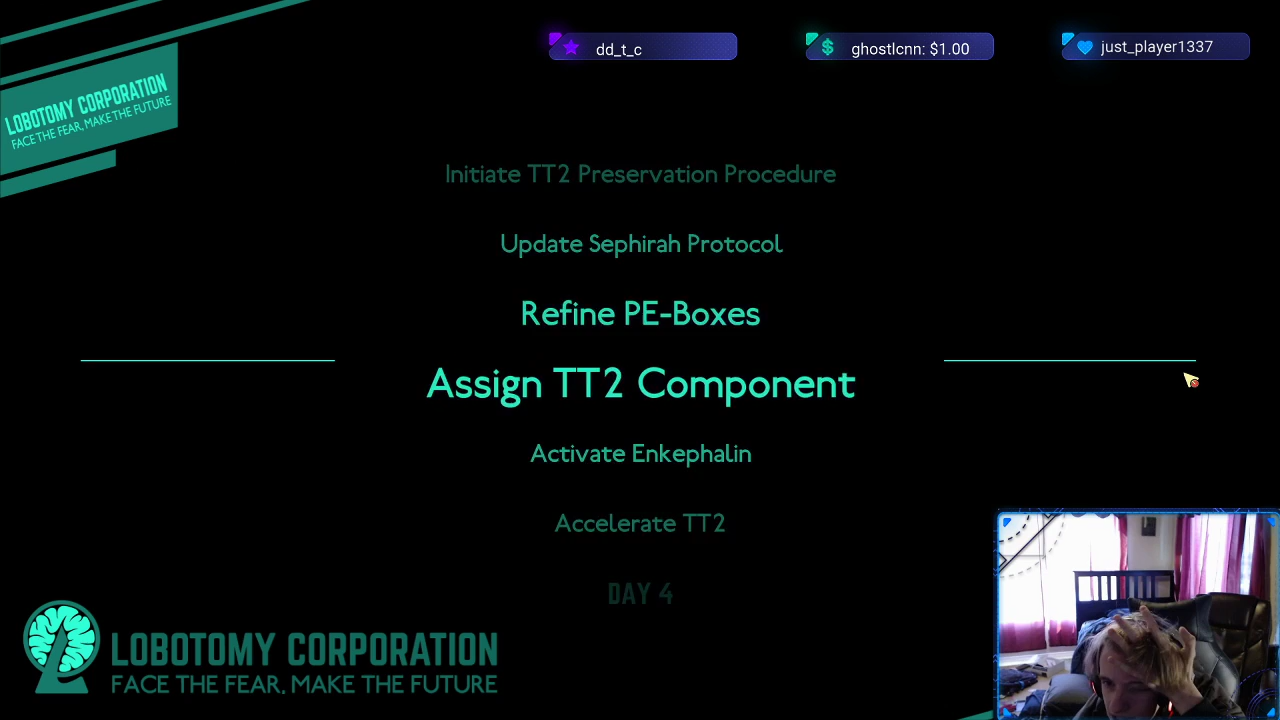 dd_t_c
ghostlcnn: $1.00
just_player1337
LOBOTOMY CORPORATION
FACE THE FEAR, MAKE THE FUTURE
Initiate TT2 Preservation Procedure
Update Sephirah Protocol
Refine PE-Boxes
Assign TT2 Component
Activate Enkephalin
Accelerate TT2
DAY 4
LOBOTOMY CORPORATION
FACE THE FEAR, MAKE THE FUTURE